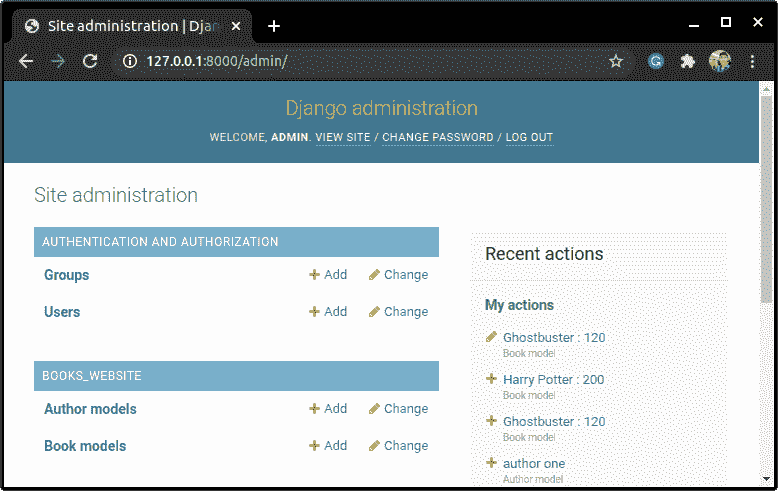 Site administration | Djan
127.0.0.1:8000/admin/
Django administration
WELCOME, ADMIN. VIEW SITE / CHANGE PASSWORD / LOG OUT
Site administration
AUTHENTICATION AND AUTHORIZATION
Groups Add Change
Users Add Change
BOOKS_WEBSITE
Author models Add Change
Book models Add Change
Recent actions
My actions
Ghostbuster : 120
Book model
Harry Potter : 200
Book model
Ghostbuster : 120
Book model
author one
Author model